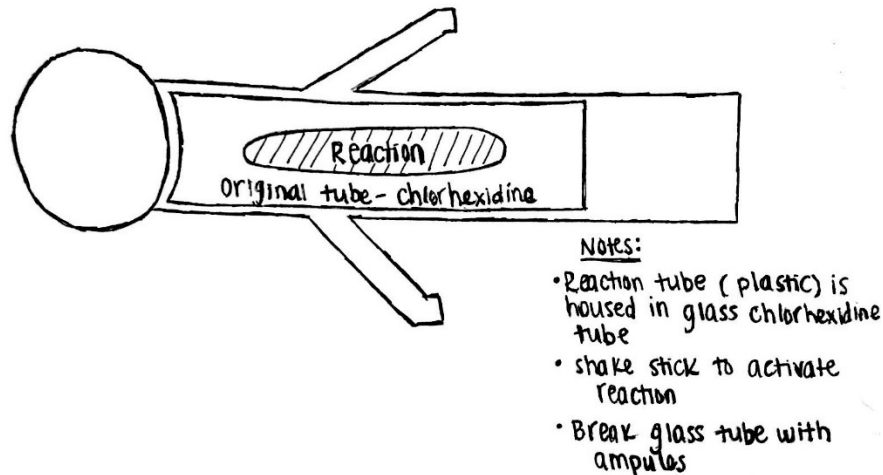 Reaction
original tube - chlorhexidine
Notes:
• Reaction tube (plastic) is
housed in glass chlorhexidine
tube
• shake stick to activate
reaction
• Break glass tube with
ampules